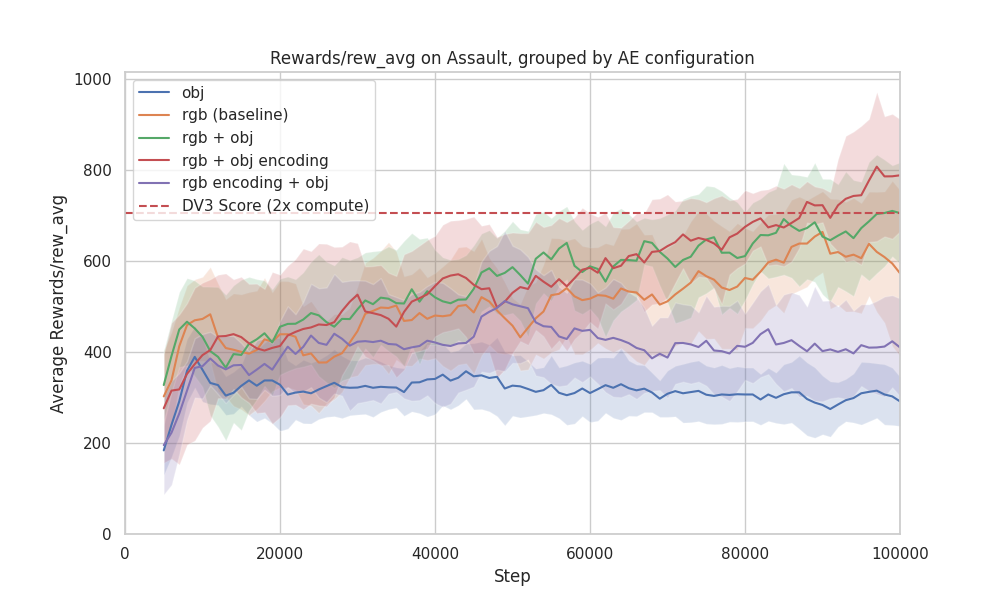 Rewards/rew_avg on Assault, grouped by AE configuration
1000
800
600
400
200
0
Average Rewards/rew_avg
obj
rgb (baseline)
rgb + obj
rgb + obj encoding
rgb encoding + obj
DV3 Score (2x compute)
0 20000 40000 60000 80000 100000
Step